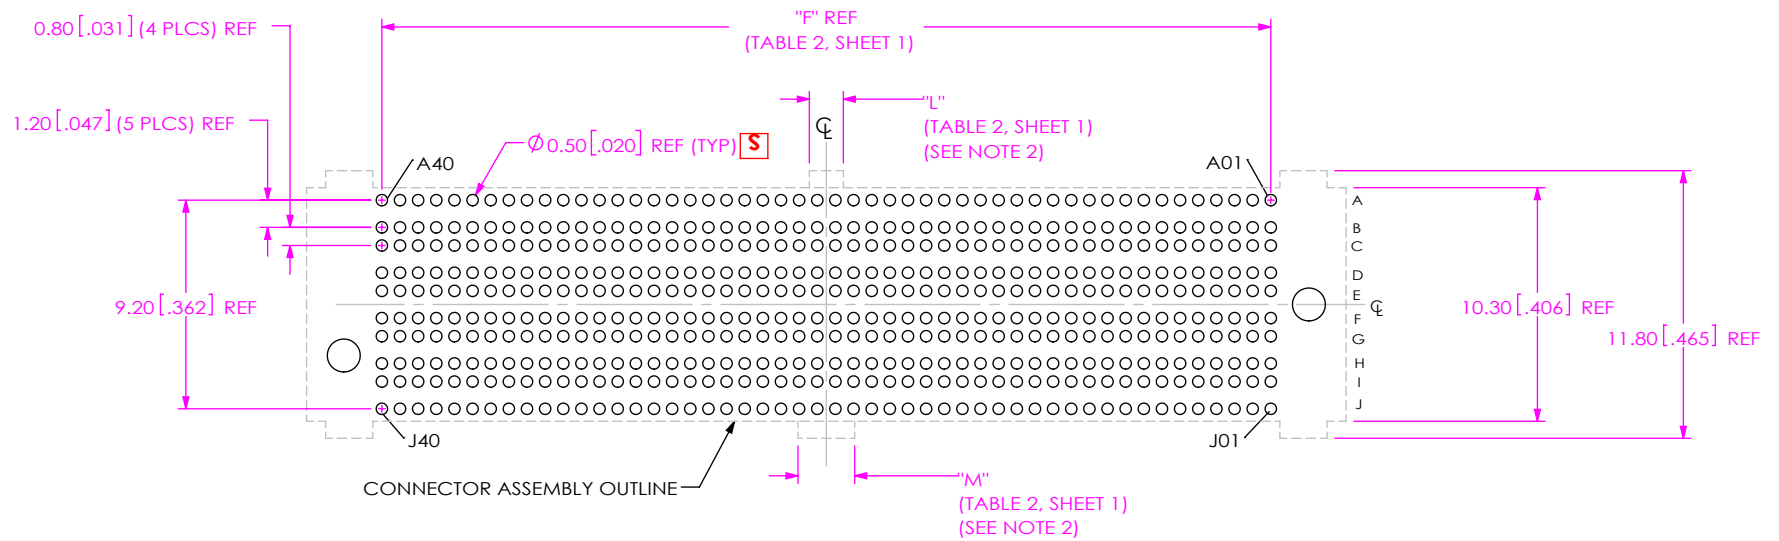 0.80[.031] (4 PLCS) REF
"F" REF
(TABLE 2, SHEET 1)
1.20[.047] (5 PLCS) REF
"L"
(TABLE 2, SHEET 1)
(SEE NOTE 2)
℄
Ø0.50[.020] REF (TYP) S
A40
A01
A
B
C
D
E
F
G
H
I
J
9.20[.362] REF
℄
10.30[.406] REF
11.80[.465] REF
J40
J01
CONNECTOR ASSEMBLY OUTLINE
"M"
(TABLE 2, SHEET 1)
(SEE NOTE 2)